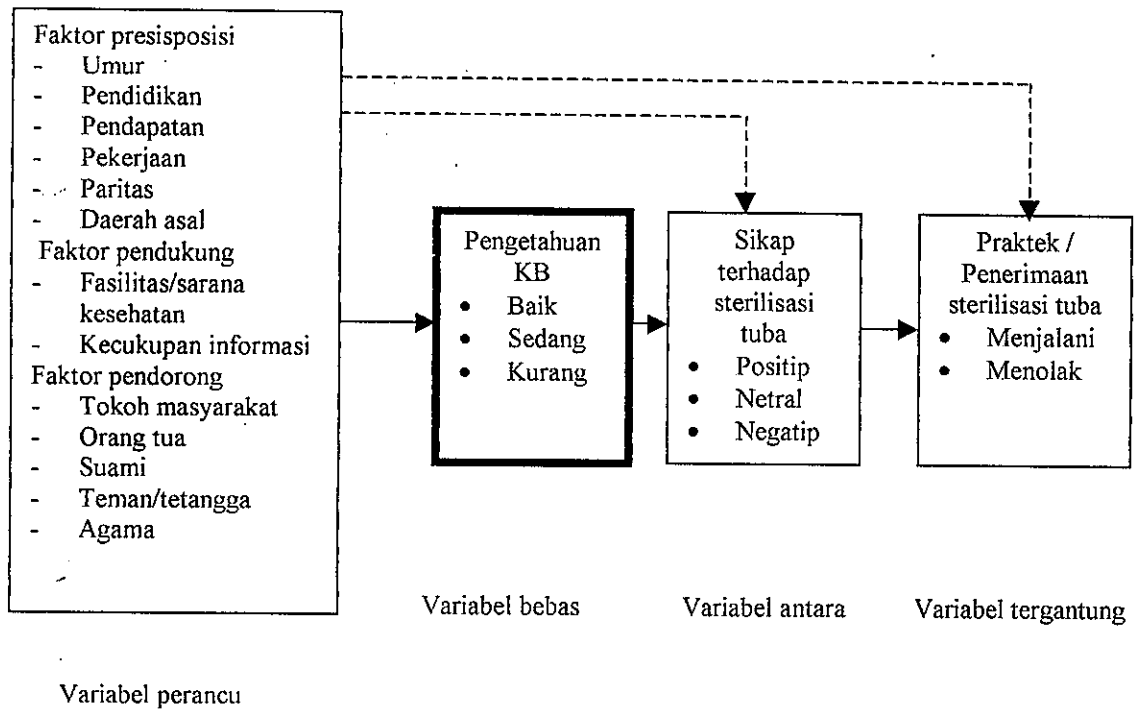 Faktor presisposisi
- Umur
- Pendidikan
- Pendapatan
- Pekerjaan
- Paritas
- Daerah asal
Faktor pendukung
- Fasilitas/sarana
kesehatan
- Kecukupan informasi
Faktor pendorong
- Tokoh masyarakat
- Orang tua
- Suami
- Teman/tetangga
- Agama
Pengetahuan
KB
• Baik
• Sedang
• Kurang
Sikap
terhadap
sterilisasi
tuba
• Positip
• Netral
• Negatip
Praktek /
Penerimaan
sterilisasi tuba
• Menjalani
• Menolak
Variabel bebas
Variabel antara
Variabel tergantung
Variabel perancu